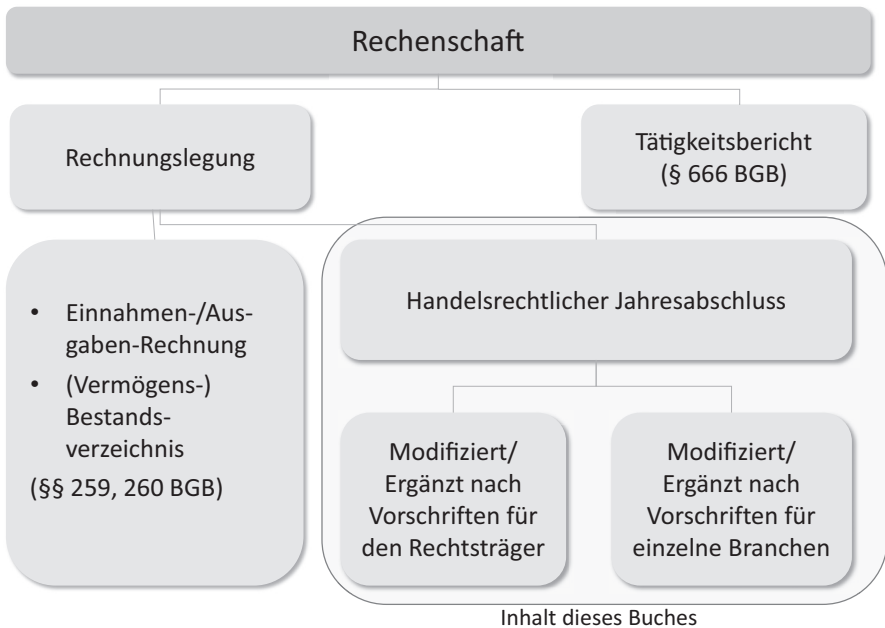 Rechenschaft
Rechnungslegung
Tätigkeitsbericht
(§ 666 BGB)
• Einnahmen-/Aus-
gaben-Rechnung
• (Vermögens-)
Bestands-
verzeichnis
(§§ 259, 260 BGB)
Handelsrechtlicher Jahresabschluss
Modifiziert/
Ergänzt nach
Vorschriften für
den Rechtsträger
Modifiziert/
Ergänzt nach
Vorschriften für
einzelne Branchen
Inhalt dieses Buches